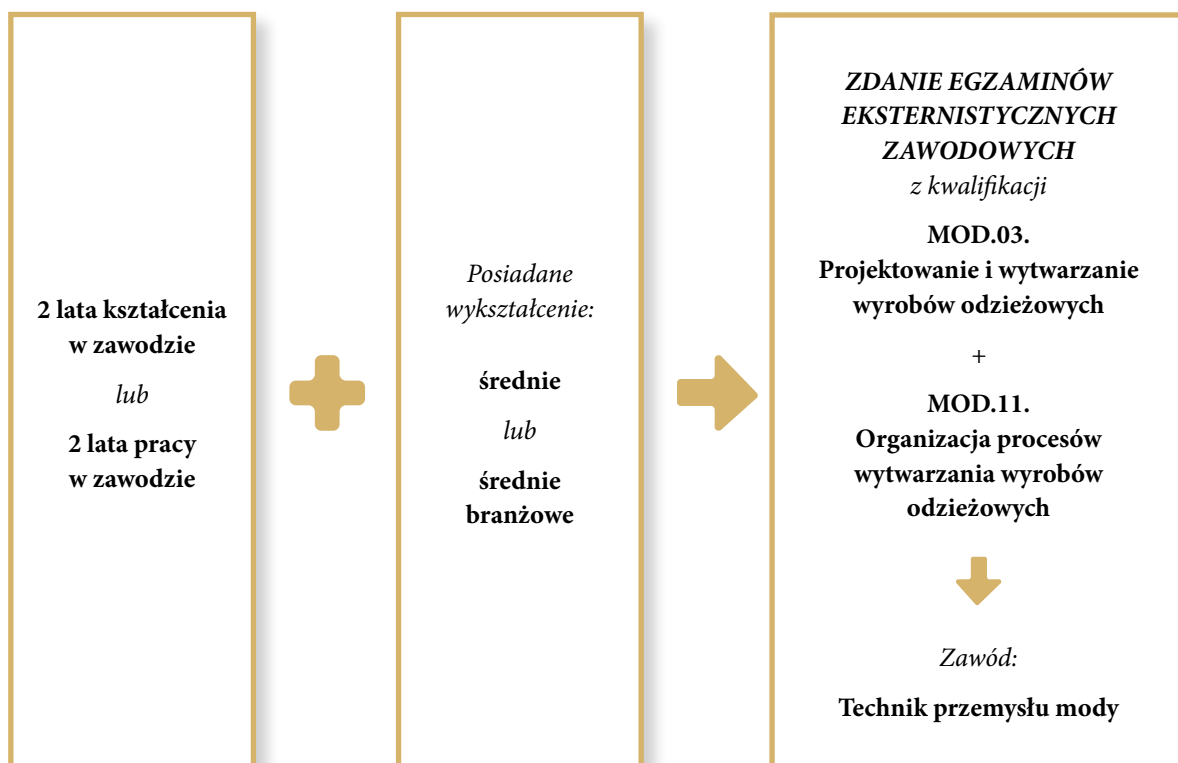 2 lata kształcenia
w zawodzie
lub
2 lata pracy
w zawodzie
Posiadane
wykształcenie:
średnie
lub
średnie
branżowe
ZDANIE EGZAMINÓW
EKSTERNISTYCZNYCH
ZAWODOWYCH
z kwalifikacji
MOD.03.
Projektowanie i wytwarzanie
wyrobów odzieżowych
+
MOD.11.
Organizacja procesów
wytwarzania wyrobów
odzieżowych
Zawód:
Technik przemysłu mody